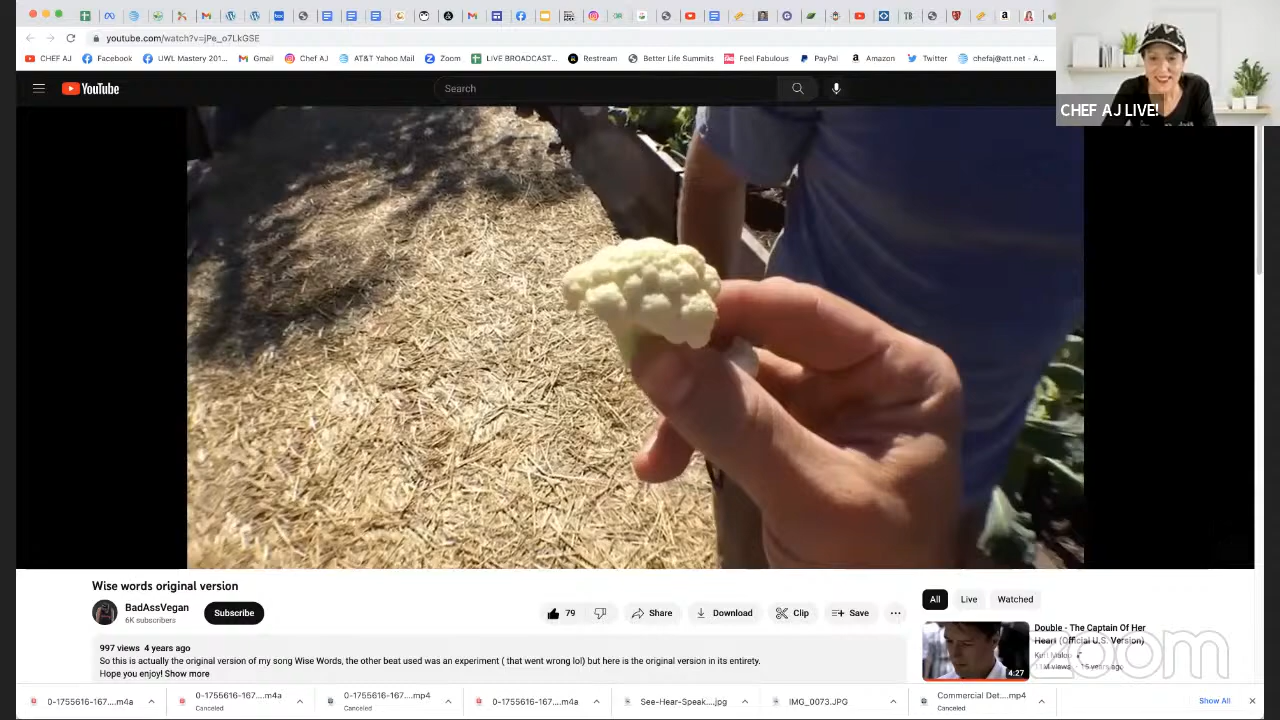 youtube.com/watch?v=jPe_o7LkGSE
CHEF AJ
Facebook
UWL Mastery 201...
Gmail
Chef AJ
AT&T Yahoo Mail
Zoom
LIVE BROADCAST...
Restream
Better Life Summits
Feel Fabulous
PayPal
Amazon
Twitter
chefaj@att.net - A...
CHEF AJ LIVE!
YouTube
Search
Wise words original version
BadAssVegan
6K subscribers
Subscribe
79
Share
Download
Clip
Save
All
Live
Watched
997 views 4 years ago
So this is actually the original version of my song Wise Words, the other beat used was an experiment ( that went wrong lol) but here is the original version in its entirety.
Hope you enjoy! Show more
Double - The Captain Of Her
Heart (Official U.S. Version)
4:27
zoom
0-1755616-167....m4a
0-1755616-167....m4a
Canceled
0-1755616-167....mp4
Canceled
0-1755616-167....m4a
See-Hear-Speak....jpg
IMG_0073.JPG
Commercial Det....mp4
Canceled
Show All